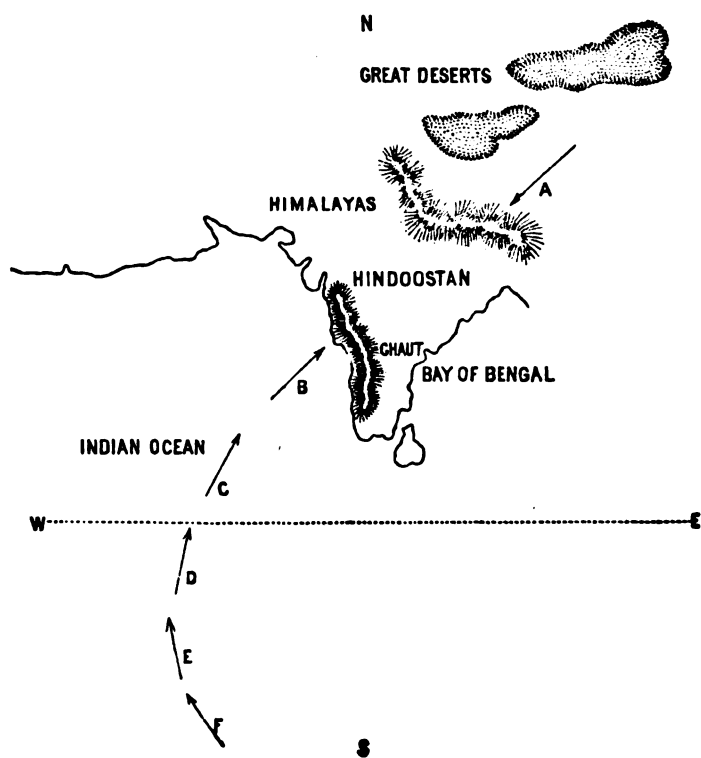 N
GREAT DESERTS
A
HIMALAYAS
HINDOOSTAN
GHAUT
B
BAY OF BENGAL
INDIAN OCEAN
C
W
E
D
E
F
S